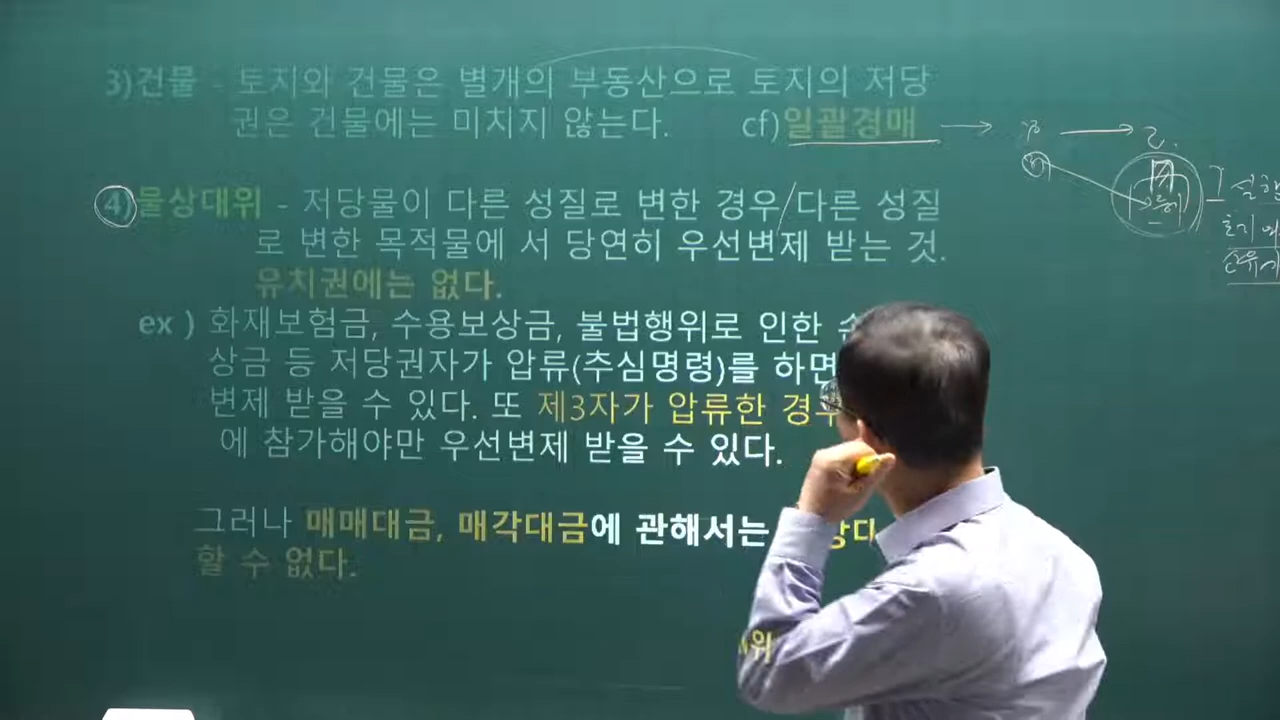 3)건물 - 토지와 건물은 별개의 부동산으로 토지의 저당
권은 건물에는 미치지 않는다. cf)일괄경매
4)물상대위 - 저당물이 다른 성질로 변한 경우/다른 성질
로 변한 목적물에 서 당연히 우선변제 받는 것.
유치권에는 없다.
ex ) 화재보험금, 수용보상금, 불법행위로 인한
상금 등 저당권자가 압류(추심명령)를 하면
변제 받을 수 있다. 또 제3자가 압류한 경우
에 참가해야만 우선변제 받을 수 있다.
그러나 매매대금, 매각대금에 관해서는
할 수 없다.
위